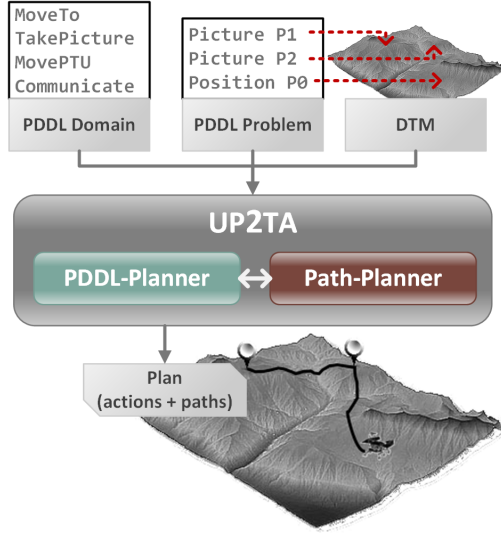 MoveTo
TakePicture
MovePTU
Communicate
PDDL Domain
Picture P1
Picture P2
Position P0
PDDL Problem
DTM
UP2TA
PDDL-Planner
Path-Planner
Plan
(actions + paths)